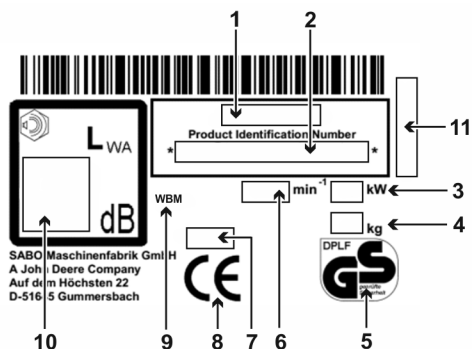 1 2
11
Product Identification Number
* *
L WA
dB
min -1 kW 3
WBM
kg 4
SABO Maschinenfabrik GmbH
A John Deere Company
Auf dem Höchsten 22
D-51645 Gummersbach
CE
DPLF
GS
geprüfte
Sicherheit
10 9 8 7 6 5